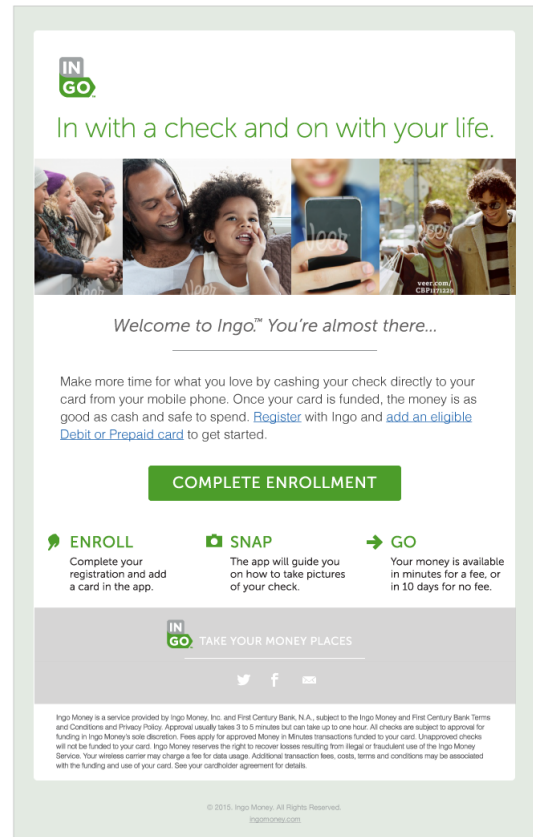 IN
GO
In with a check and on with your life.
Veer
Veer
Veer
Veer
veer.com/
CBP1171229
Welcome to Ingo.™ You're almost there...
Make more time for what you love by cashing your check directly to your
card from your mobile phone. Once your card is funded, the money is as
good as cash and safe to spend. Register with Ingo and add an eligible
Debit or Prepaid card to get started.
COMPLETE ENROLLMENT
ENROLL
Complete your
registration and add
a card in the app.
SNAP
The app will guide you
on how to take pictures
of your check.
GO
Your money is available
in minutes for a fee, or
in 10 days for no fee.
IN
GO
TAKE YOUR MONEY PLACES
Ingo Money is a service provided by Ingo Money, Inc. and First Century Bank, N.A., subject to the Ingo Money and First Century Bank Terms
and Conditions and Privacy Policy. Approval usually takes 3 to 5 minutes but can take up to one hour. All checks are subject to approval for
funding in Ingo Money's sole discretion. Fees apply for approved Money in Minutes transactions funded to your card. Unapproved checks
will not be funded to your card. Ingo Money reserves the right to recover losses resulting from illegal or fraudulent use of the Ingo Money
Service. Your wireless carrier may charge a fee for data usage. Additional transaction fees, costs, terms and conditions may be associated
with the funding and use of your card. See your cardholder agreement for details.
© 2015. Ingo Money. All Rights Reserved.
ingomoney.com